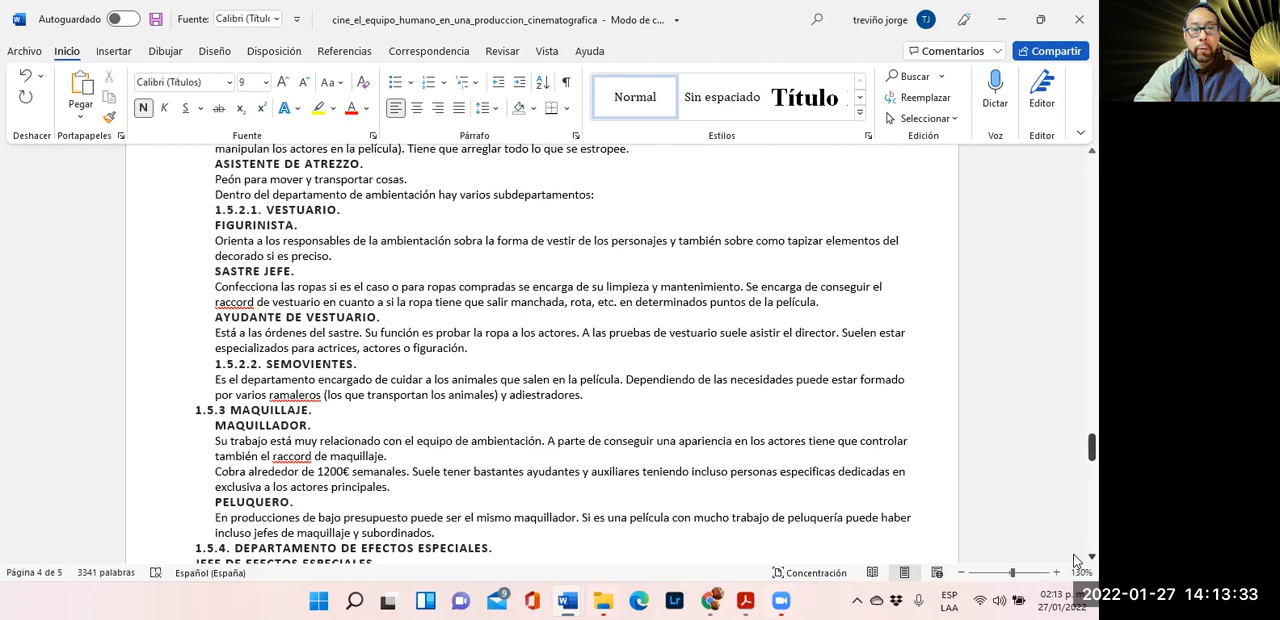 Autoguardado
Fuente: Calibri (Títul
cine_el_equipo_humano_en_una_produccion_cinematografica - Modo de c...
treviño jorge
TJ
Archivo Inicio Insertar Dibujar Diseño Disposición Referencias Correspondencia Revisar Vista Ayuda
Comentarios
Compartir
Pegar
Calibri (Títulos) 9
Normal
Sin espaciado
Título
Buscar
Reemplazar
Seleccionar
Dictar
Editor
Deshacer Portapapeles Fuente Párrafo Estilos Edición Voz Editor
manipulan los actores en la película). Tiene que arreglar todo lo que se estropee.
ASISTENTE DE ATREZZO.
Peón para mover y transportar cosas.
Dentro del departamento de ambientación hay varios subdepartamentos:
1.5.2.1. VESTUARIO.
FIGURINISTA.
Orienta a los responsables de la ambientación sobra la forma de vestir de los personajes y también sobre como tapizar elementos del
decorado si es preciso.
SASTRE JEFE.
Confecciona las ropas si es el caso o para ropas compradas se encarga de su limpieza y mantenimiento. Se encarga de conseguir el
raccord de vestuario en cuanto a si la ropa tiene que salir manchada, rota, etc. en determinados puntos de la película.
AYUDANTE DE VESTUARIO.
Está a las órdenes del sastre. Su función es probar la ropa a los actores. A las pruebas de vestuario suele asistir el director. Suelen estar
especializados para actrices, actores o figuración.
1.5.2.2. SEMOVIENTES.
Es el departamento encargado de cuidar a los animales que salen en la película. Dependiendo de las necesidades puede estar formado
por varios ramaleros (los que transportan los animales) y adiestradores.
1.5.3 MAQUILLAJE.
MAQUILLADOR.
Su trabajo está muy relacionado con el equipo de ambientación. A parte de conseguir una apariencia en los actores tiene que controlar
también el raccord de maquillaje.
Cobra alrededor de 1200€ semanales. Suele tener bastantes ayudantes y auxiliares teniendo incluso personas especificas dedicadas en
exclusiva a los actores principales.
PELUQUERO.
En producciones de bajo presupuesto puede ser el mismo maquillador. Si es una película con mucho trabajo de peluquería puede haber
incluso jefes de maquillaje y subordinados.
1.5.4. DEPARTAMENTO DE EFECTOS ESPECIALES.
JEFE DE EFECTOS ESPECIALES
Página 4 de 5 3341 palabras Español (España)
Concentración
130%
ESP
LAA
02:13 p. m.
27/01/2022
2022-01-27 14:13:33